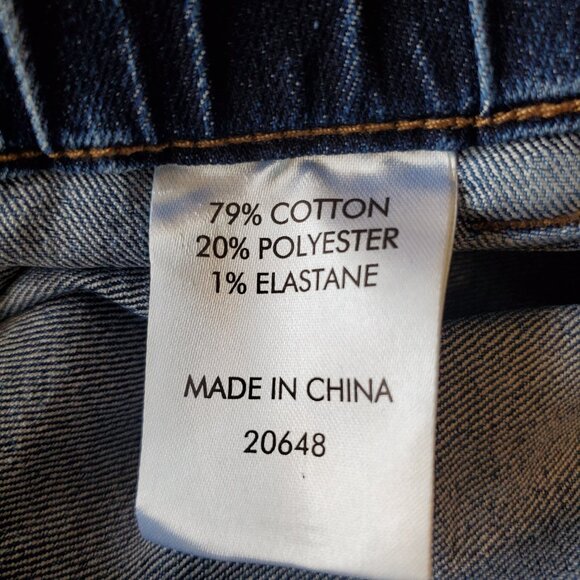 79% COTTON
20% POLYESTER
1% ELASTANE
MADE IN CHINA
20648